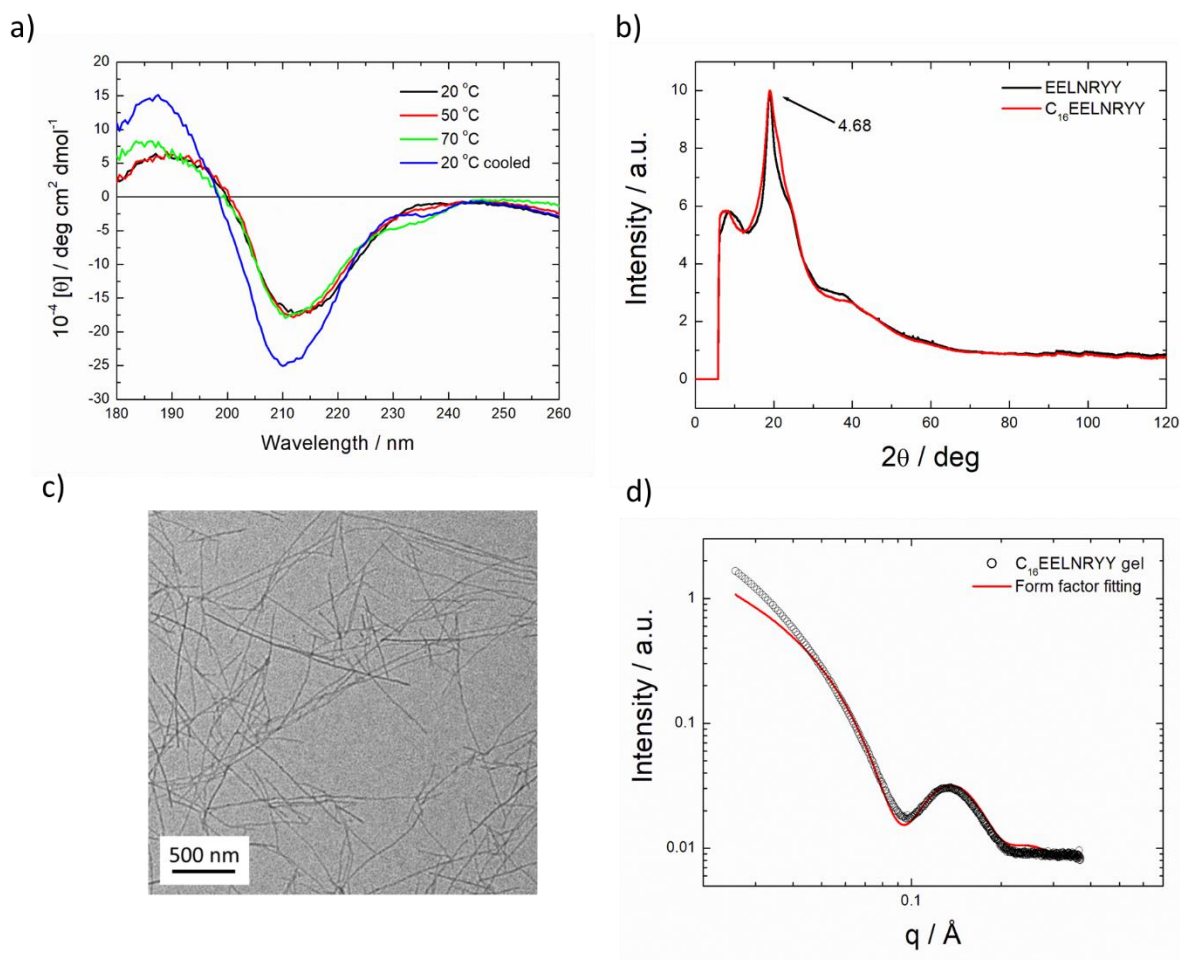 a)
20
15
10
5
0
-5
-10
-15
-20
-25
-30
10⁻⁴ [θ] / deg cm² dmol⁻¹
20 °C
50 °C
70 °C
20 °C cooled
180 190 200 210 220 230 240 250 260
Wavelength / nm
b)
10
8
6
4
2
0
Intensity / a.u.
EELNRYY
C₁₆EELNRYY
4.68
0 20 40 60 80 100 120
2θ / deg
c)
500 nm
d)
1
0.1
0.01
Intensity / a.u.
C₁₆EELNRYY gel
Form factor fitting
0.1
q / Å